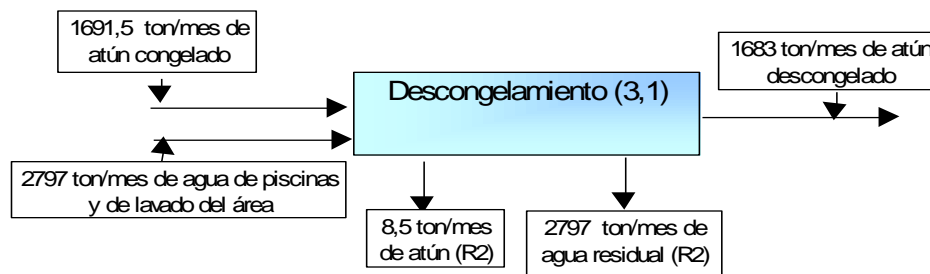 1691,5 ton/mes de
atún congelado
1683 ton/mes de atún
descongelado
Descongelamiento (3,1)
2797 ton/mes de agua de piscinas
y de lavado del área
8,5 ton/mes
de atún (R2)
2797 ton/mes de
agua residual (R2)